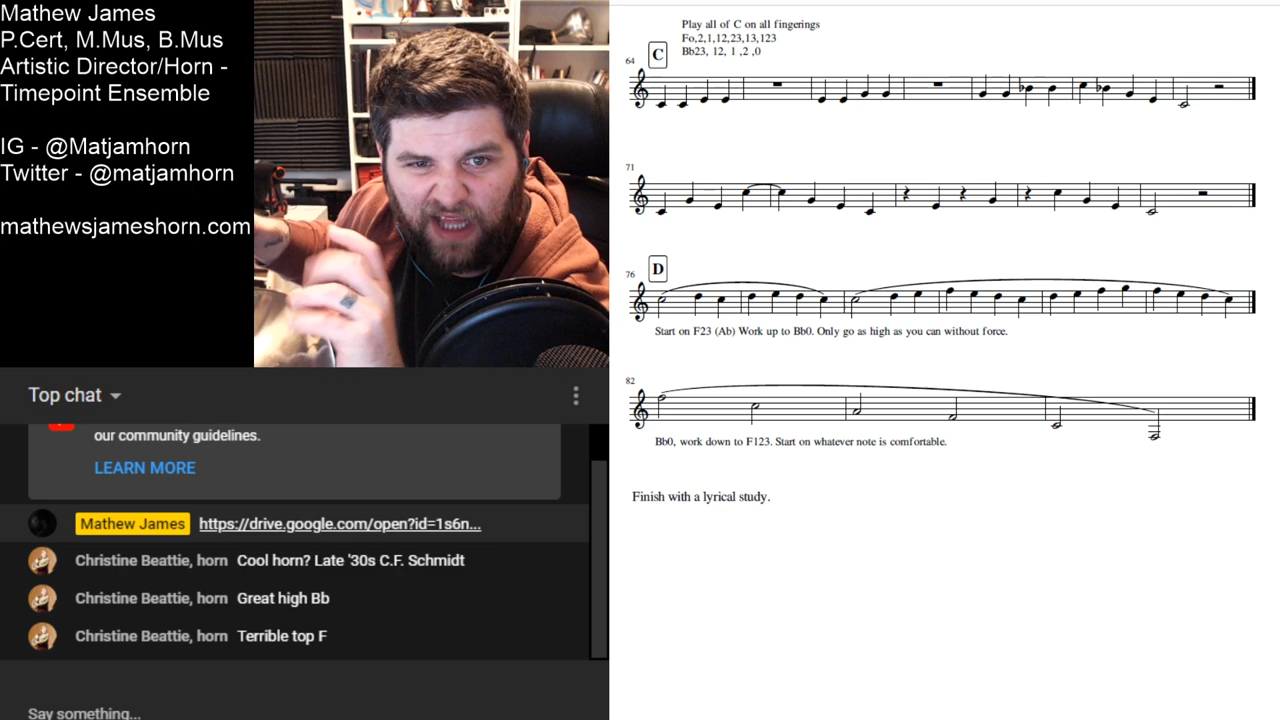 Mathew James
P.Cert, M.Mus, B.Mus
Artistic Director/Horn -
Timepoint Ensemble
IG - @Matjamhorn
Twitter - @matjamhorn
mathewsjameshorn.com
Top chat
our community guidelines.
LEARN MORE
Mathew James https://drive.google.com/open?id=1s6n...
Christine Beattie, horn Cool horn? Late '30s C.F. Schmidt
Christine Beattie, horn Great high Bb
Christine Beattie, horn Terrible top F
Say something...
Play all of C on all fingerings
Fo,2,1,12,23,13,123
Bb23, 12, 1 ,2 ,0
C
64
71
D
76
Start on F23 (Ab) Work up to Bb0. Only go as high as you can without force.
82
Bb0, work down to F123. Start on whatever note is comfortable.
Finish with a lyrical study.